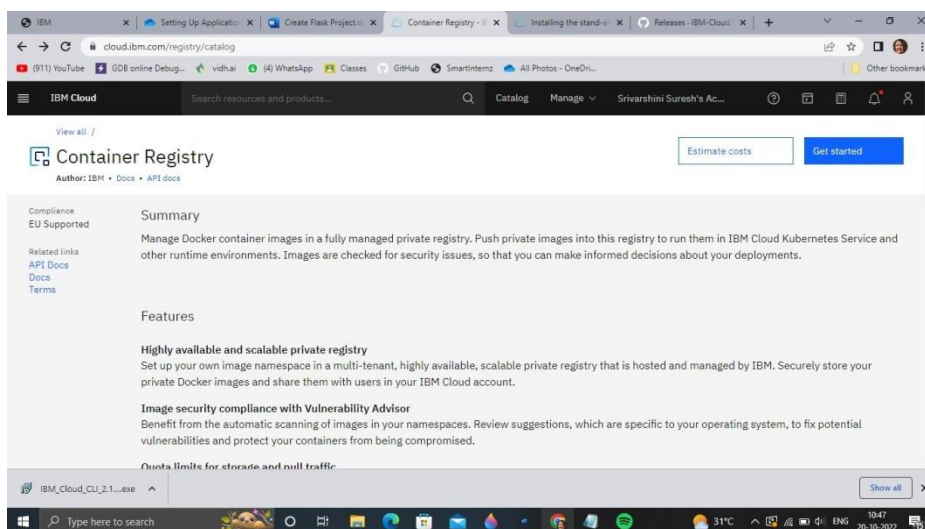 IBM
Setting Up Application
Create Flask Project.d
Container Registry - I
Installing the stand-al
Releases · IBM-Cloud
cloud.ibm.com/registry/catalog
(911) YouTube
GDB online Debug...
vidh.ai
(4) WhatsApp
Classes
GitHub
Smartinternz
All Photos - OneDri...
Other bookmark
IBM Cloud
Search resources and products...
Catalog
Manage
Srivarshini Suresh's Ac...
View all /
Container Registry
Author: IBM • Docs • API docs
Estimate costs
Get started
Compliance
EU Supported
Related links
API Docs
Docs
Terms
Summary
Manage Docker container images in a fully managed private registry. Push private images into this registry to run them in IBM Cloud Kubernetes Service and
other runtime environments. Images are checked for security issues, so that you can make informed decisions about your deployments.
Features
Highly available and scalable private registry
Set up your own image namespace in a multi-tenant, highly available, scalable private registry that is hosted and managed by IBM. Securely store your
private Docker images and share them with users in your IBM Cloud account.
Image security compliance with Vulnerability Advisor
Benefit from the automatic scanning of images in your namespaces. Review suggestions, which are specific to your operating system, to fix potential
vulnerabilities and protect your containers from being compromised.
Quota limits for storage and pull traffic
IBM_Cloud_CLI_2.1....exe
Show all
Type here to search
31°C
ENG
10:47
20-10-2022